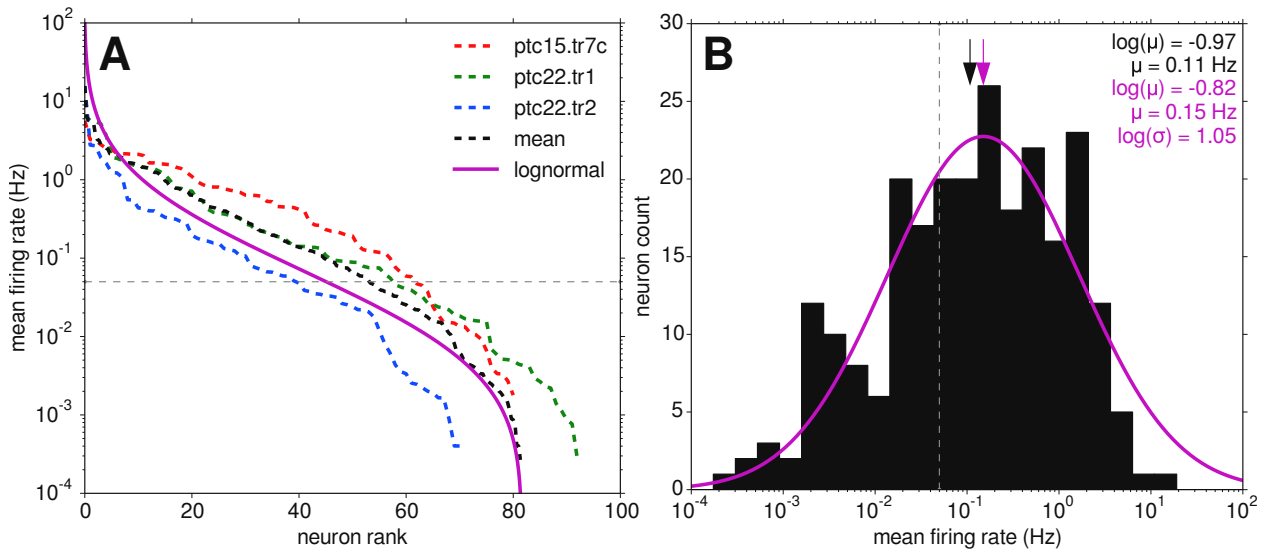 A
10^2
10^1
10^0
10^-1
10^-2
10^-3
10^-4
mean firing rate (Hz)
0 20 40 60 80 100
neuron rank
ptc15.tr7c
ptc22.tr1
ptc22.tr2
mean
lognormal
B
30
25
20
15
10
5
0
neuron count
10^-4 10^-3 10^-2 10^-1 10^0 10^1 10^2
mean firing rate (Hz)
log(μ) = -0.97
μ = 0.11 Hz
log(μ) = -0.82
μ = 0.15 Hz
log(σ) = 1.05